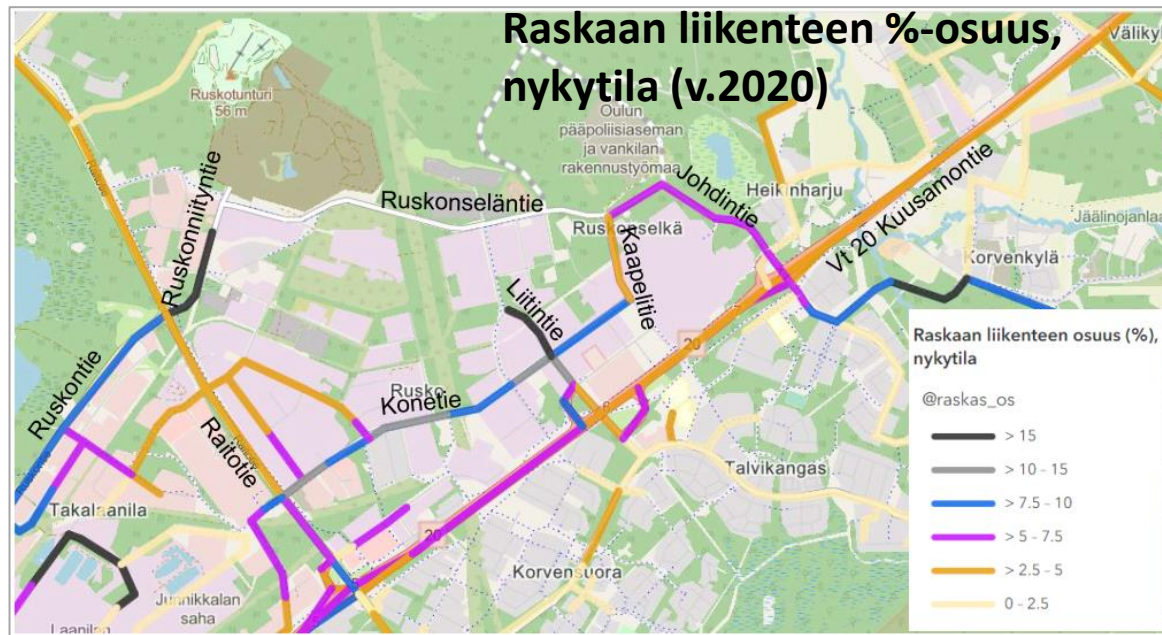 Raskaan liikenteen %-osuus,
nykytila (v.2020)
Ruskotunturi
56 m
Oulun
pääpoliisiaseman
ja vankilan
rakennustyömaa
Johdintie
Heikinharju
Vt 20 Kuusamontie
Jäälinojanlaa
Korvenkylä
Ruskonniityntie
Ruskonseläntie
Ruskonselkä
Kaapelitie
Liitintie
20
Rusko
Konetie
Ruskontie
Raitotie
6
Talvikangas
Takalaanila
20
Korvensuora
Junnikkalan
saha
Laanilan
Raskaan liikenteen osuus (%),
nykytila
@raskas_os
> 15
> 10 - 15
> 7.5 - 10
> 5 - 7.5
> 2.5 - 5
0 - 2.5